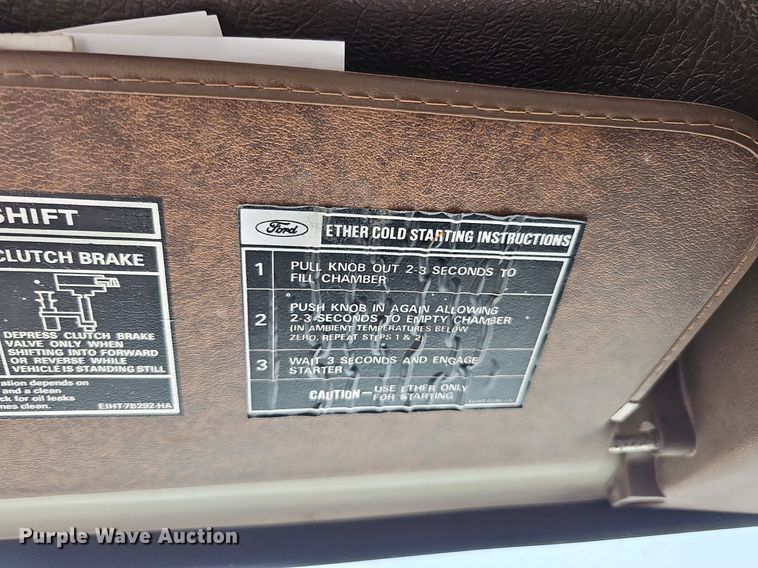 SHIFT
CLUTCH BRAKE
DEPRESS CLUTCH BRAKE
VALVE ONLY WHEN
SHIFTING INTO FORWARD
OR REVERSE WHILE
VEHICLE IS STANDING STILL
depends on
and a clean
for oil leaks
clean.
E1HT-7B292-HA
Ford ETHER COLD STARTING INSTRUCTIONS
1 PULL KNOB OUT 2-3 SECONDS TO
FILL CHAMBER
2 PUSH KNOB IN AGAIN ALLOWING
2-3 SECONDS TO EMPTY CHAMBER
(IN AMBIENT TEMPERATURES BELOW
ZERO, REPEAT STEPS 1 & 2)
3 WAIT 3 SECONDS AND ENGAGE
STARTER
CAUTION— USE ETHER ONLY
FOR STARTING
Purple Wave Auction